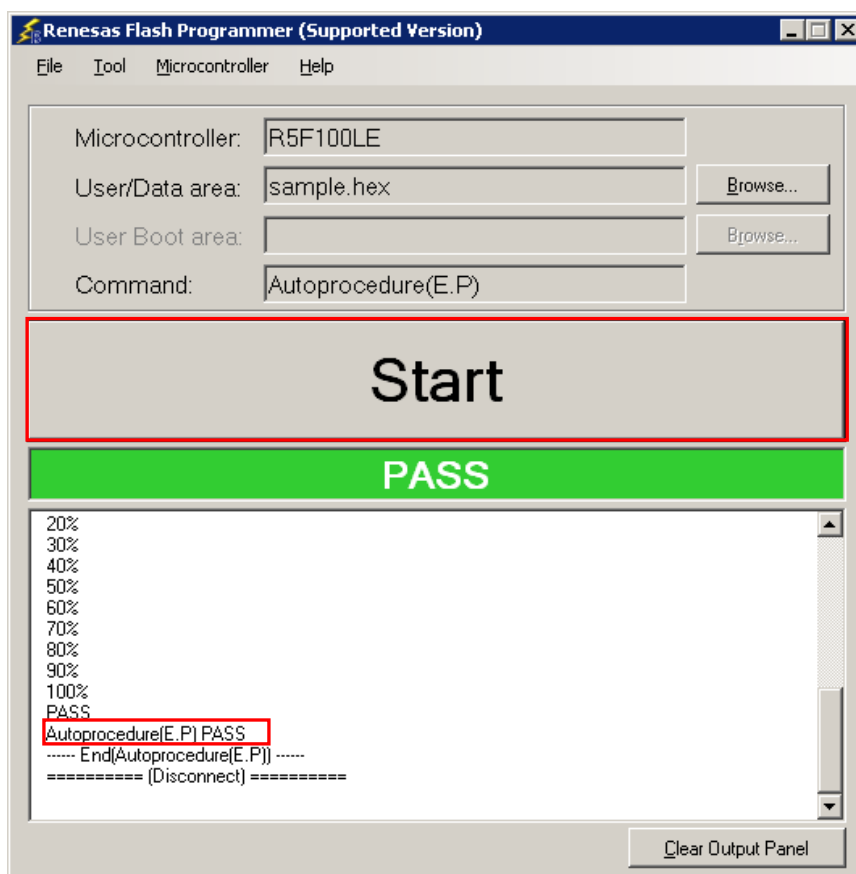 Renesas Flash Programmer (Supported Version)
File Tool Microcontroller Help
Microcontroller: R5F100LE
User/Data area: sample.hex Browse...
User Boot area: Browse...
Command: Autoprocedure(E.P)
Start
PASS
20%
30%
40%
50%
60%
70%
80%
90%
100%
PASS
Autoprocedure(E.P) PASS
------ End(Autoprocedure(E.P)) ------
========== (Disconnect) ==========
Clear Output Panel